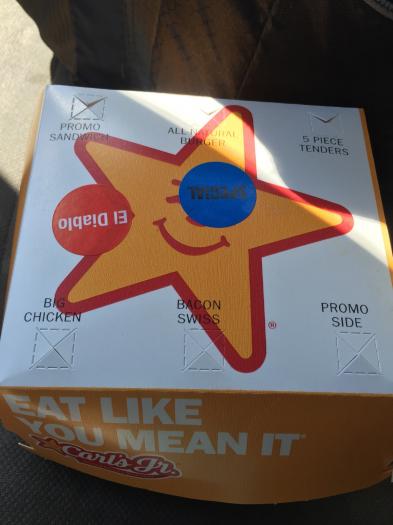 PROMO
SANDWICH
ALL NATURAL
BURGER
5 PIECE
TENDERS
SPECIAL
El Diablo
BIG
CHICKEN
BACON
SWISS
PROMO
SIDE
®
EAT LIKE
YOU MEAN IT®
Carl's Jr.